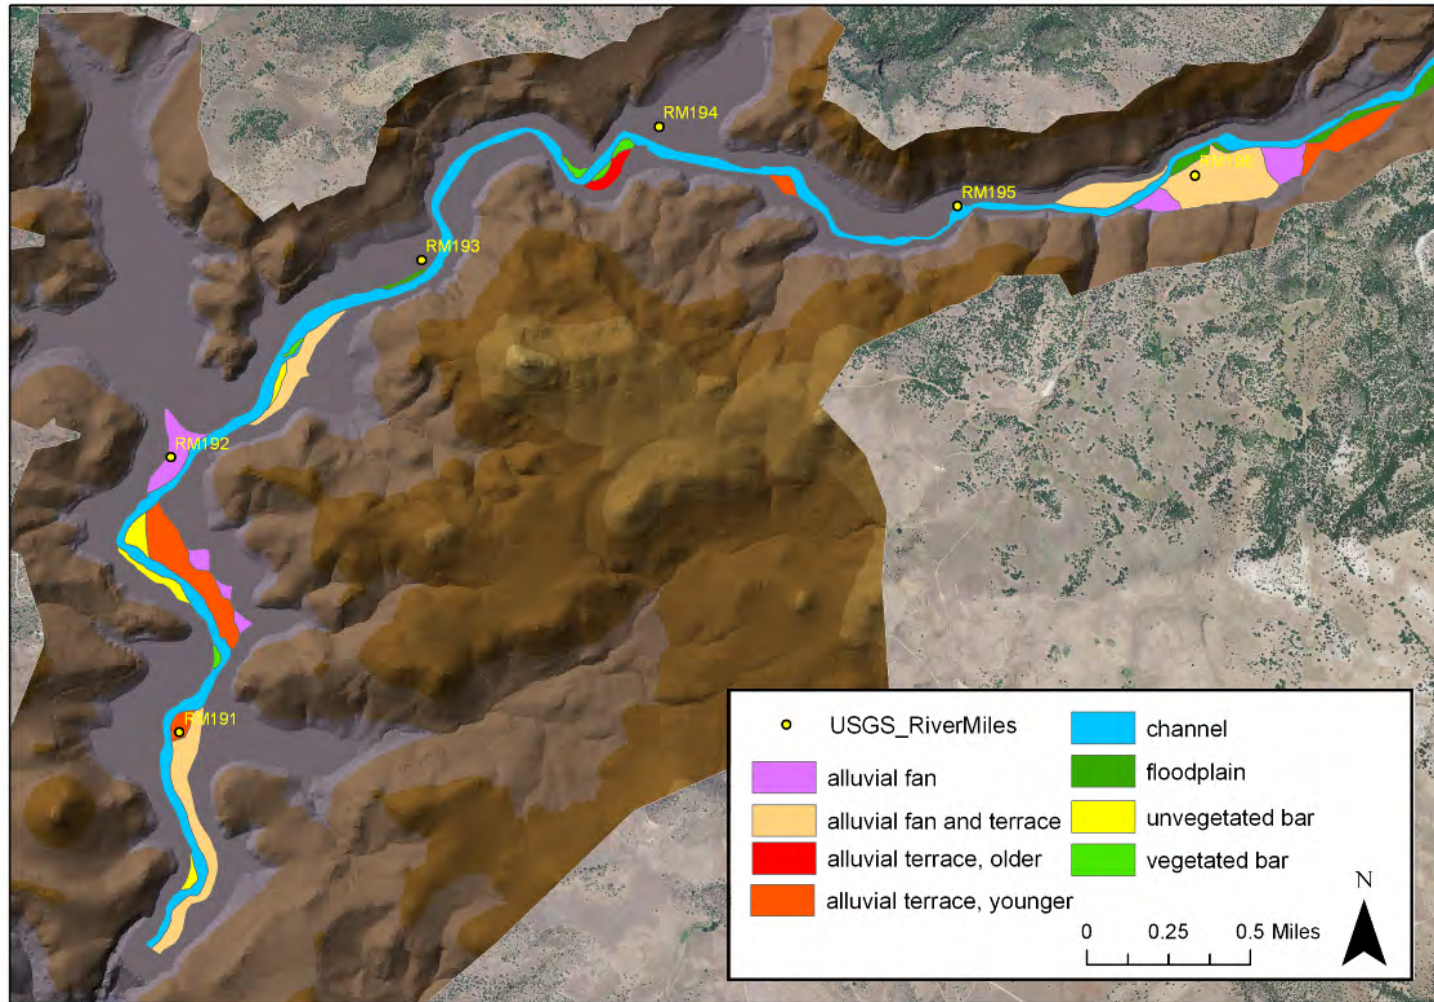 RM194
RM196
RM195
RM193
RM192
RM191
USGS_RiverMiles
alluvial fan
alluvial fan and terrace
alluvial terrace, older
alluvial terrace, younger
channel
floodplain
unvegetated bar
vegetated bar
N
0 0.25 0.5 Miles